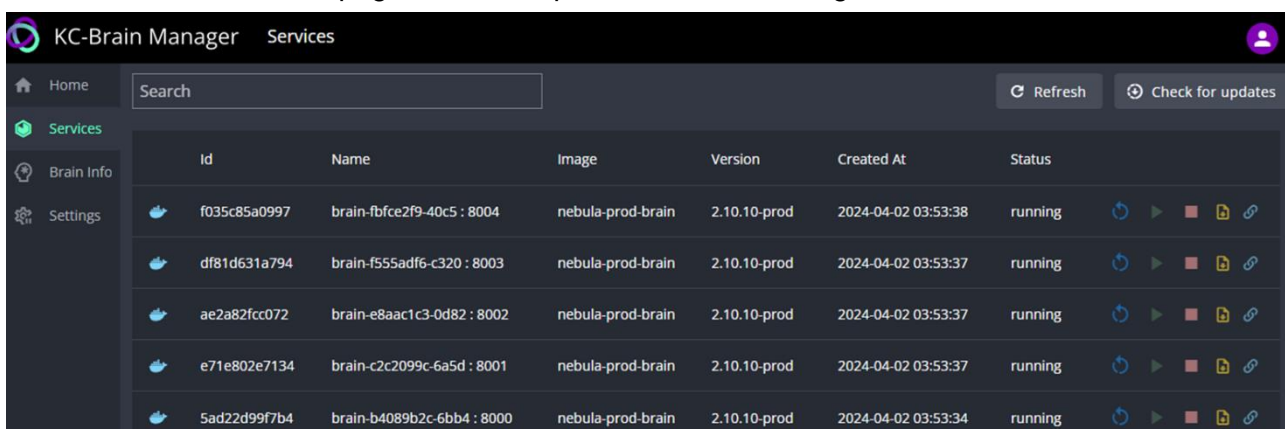 KC-Brain Manager Services
Home
Services
Brain Info
Settings
Search
Refresh
Check for updates
Id Name Image Version Created At Status
f035c85a0997 brain-fbfce2f9-40c5 : 8004 nebula-prod-brain 2.10.10-prod 2024-04-02 03:53:38 running
df81d631a794 brain-f555adf6-c320 : 8003 nebula-prod-brain 2.10.10-prod 2024-04-02 03:53:37 running
ae2a82fcc072 brain-e8aac1c3-0d82 : 8002 nebula-prod-brain 2.10.10-prod 2024-04-02 03:53:37 running
e71e802e7134 brain-c2c2099c-6a5d : 8001 nebula-prod-brain 2.10.10-prod 2024-04-02 03:53:37 running
5ad22d99f7b4 brain-b4089b2c-6bb4 : 8000 nebula-prod-brain 2.10.10-prod 2024-04-02 03:53:34 running